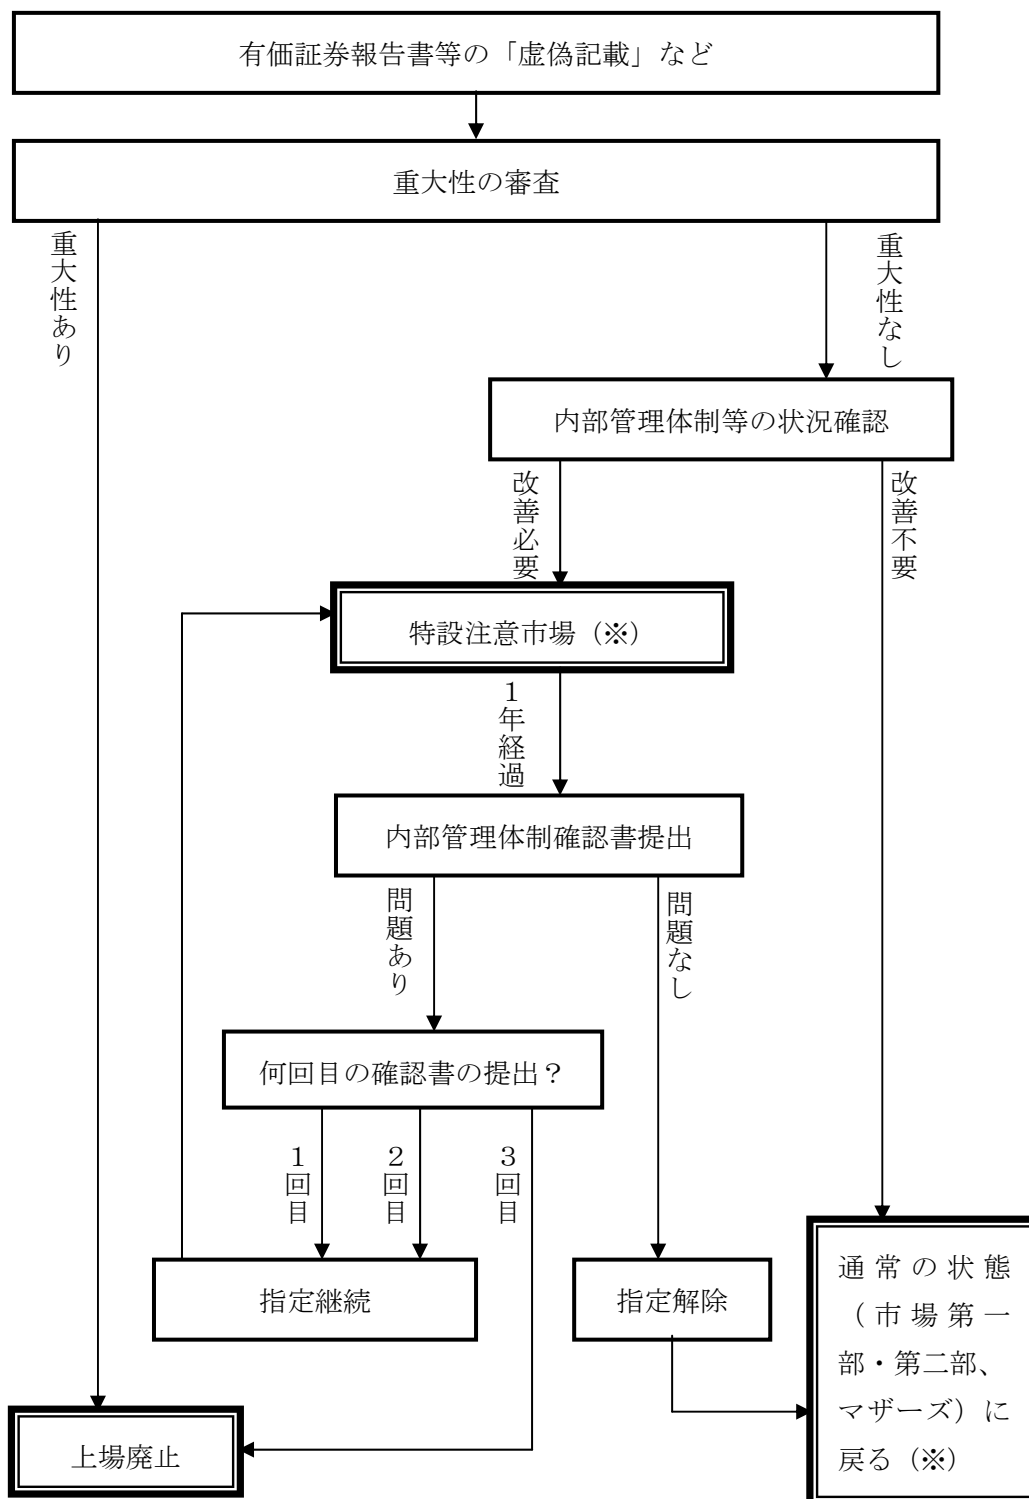 有価証券報告書等の「虚偽記載」など
重大性の審査
重大性あり
重大性なし
内部管理体制等の状況確認
改善必要
改善不要
特設注意市場（※）
１年経過
内部管理体制確認書提出
問題あり
問題なし
何回目の確認書の提出？
１回目
２回目
３回目
指定継続
指定解除
通常の状態
（市場第一
部・第二部、
マザーズ）に
戻る（※）
上場廃止